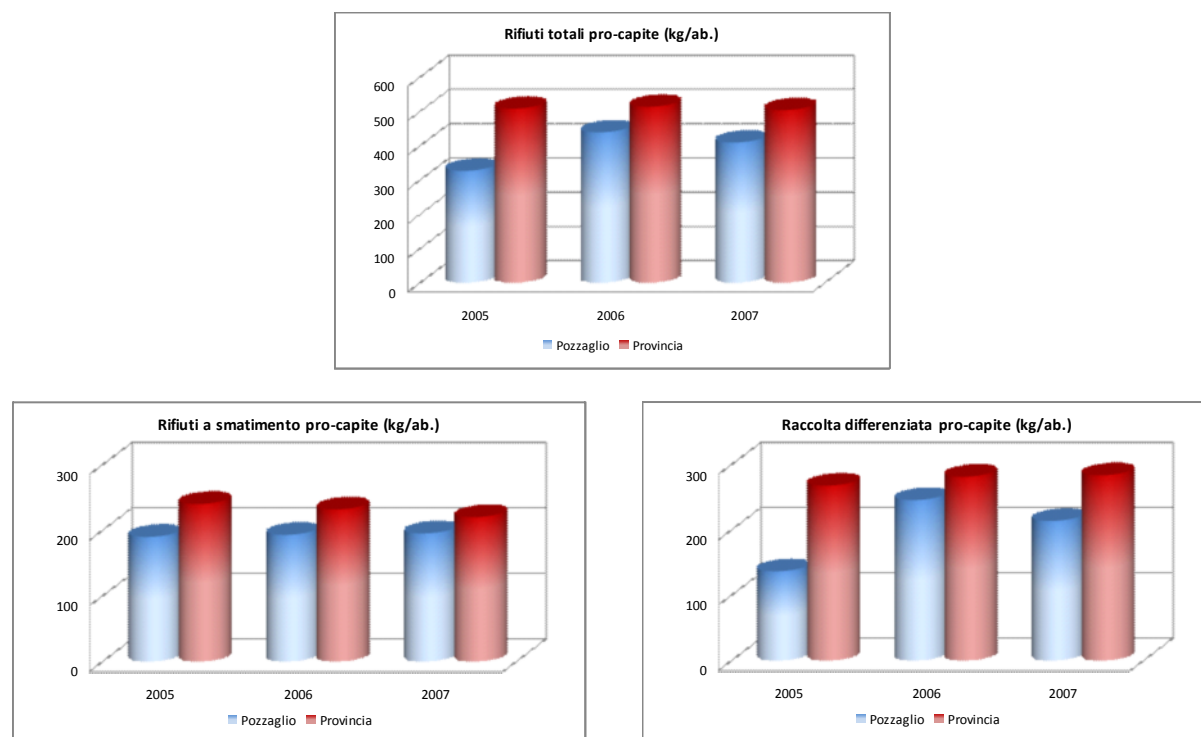 Rifiuti totali pro-capite (kg/ab.)
600
500
400
300
200
100
0
2005 2006 2007
Pozzaglio Provincia
Rifiuti a smatimento pro-capite (kg/ab.)
300
200
100
0
2005 2006 2007
Pozzaglio Provincia
Raccolta differenziata pro-capite (kg/ab.)
300
200
100
0
2005 2006 2007
Pozzaglio Provincia